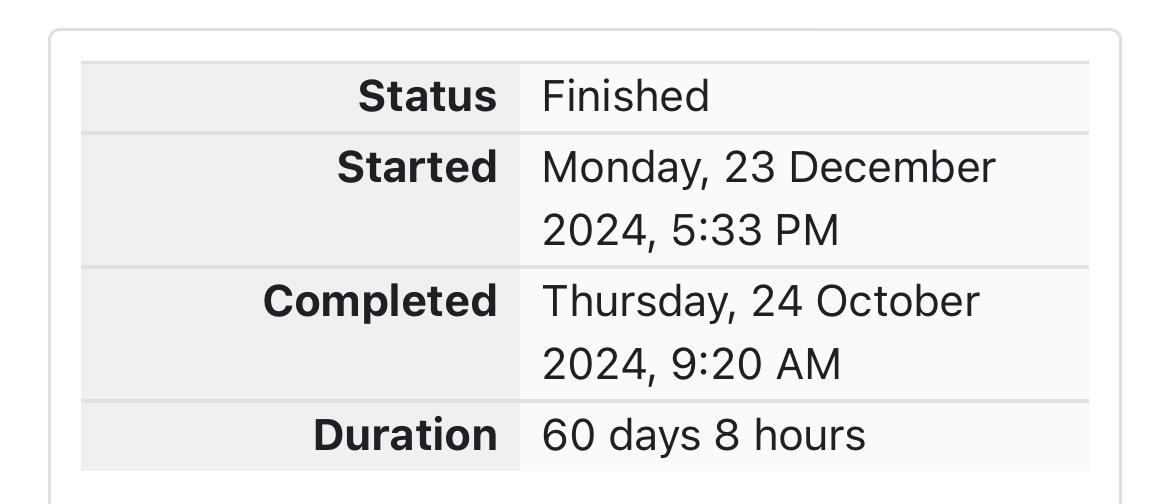 Status Finished
Started Monday, 23 December
2024, 5:33 PM
Completed Thursday, 24 October
2024, 9:20 AM
Duration 60 days 8 hours